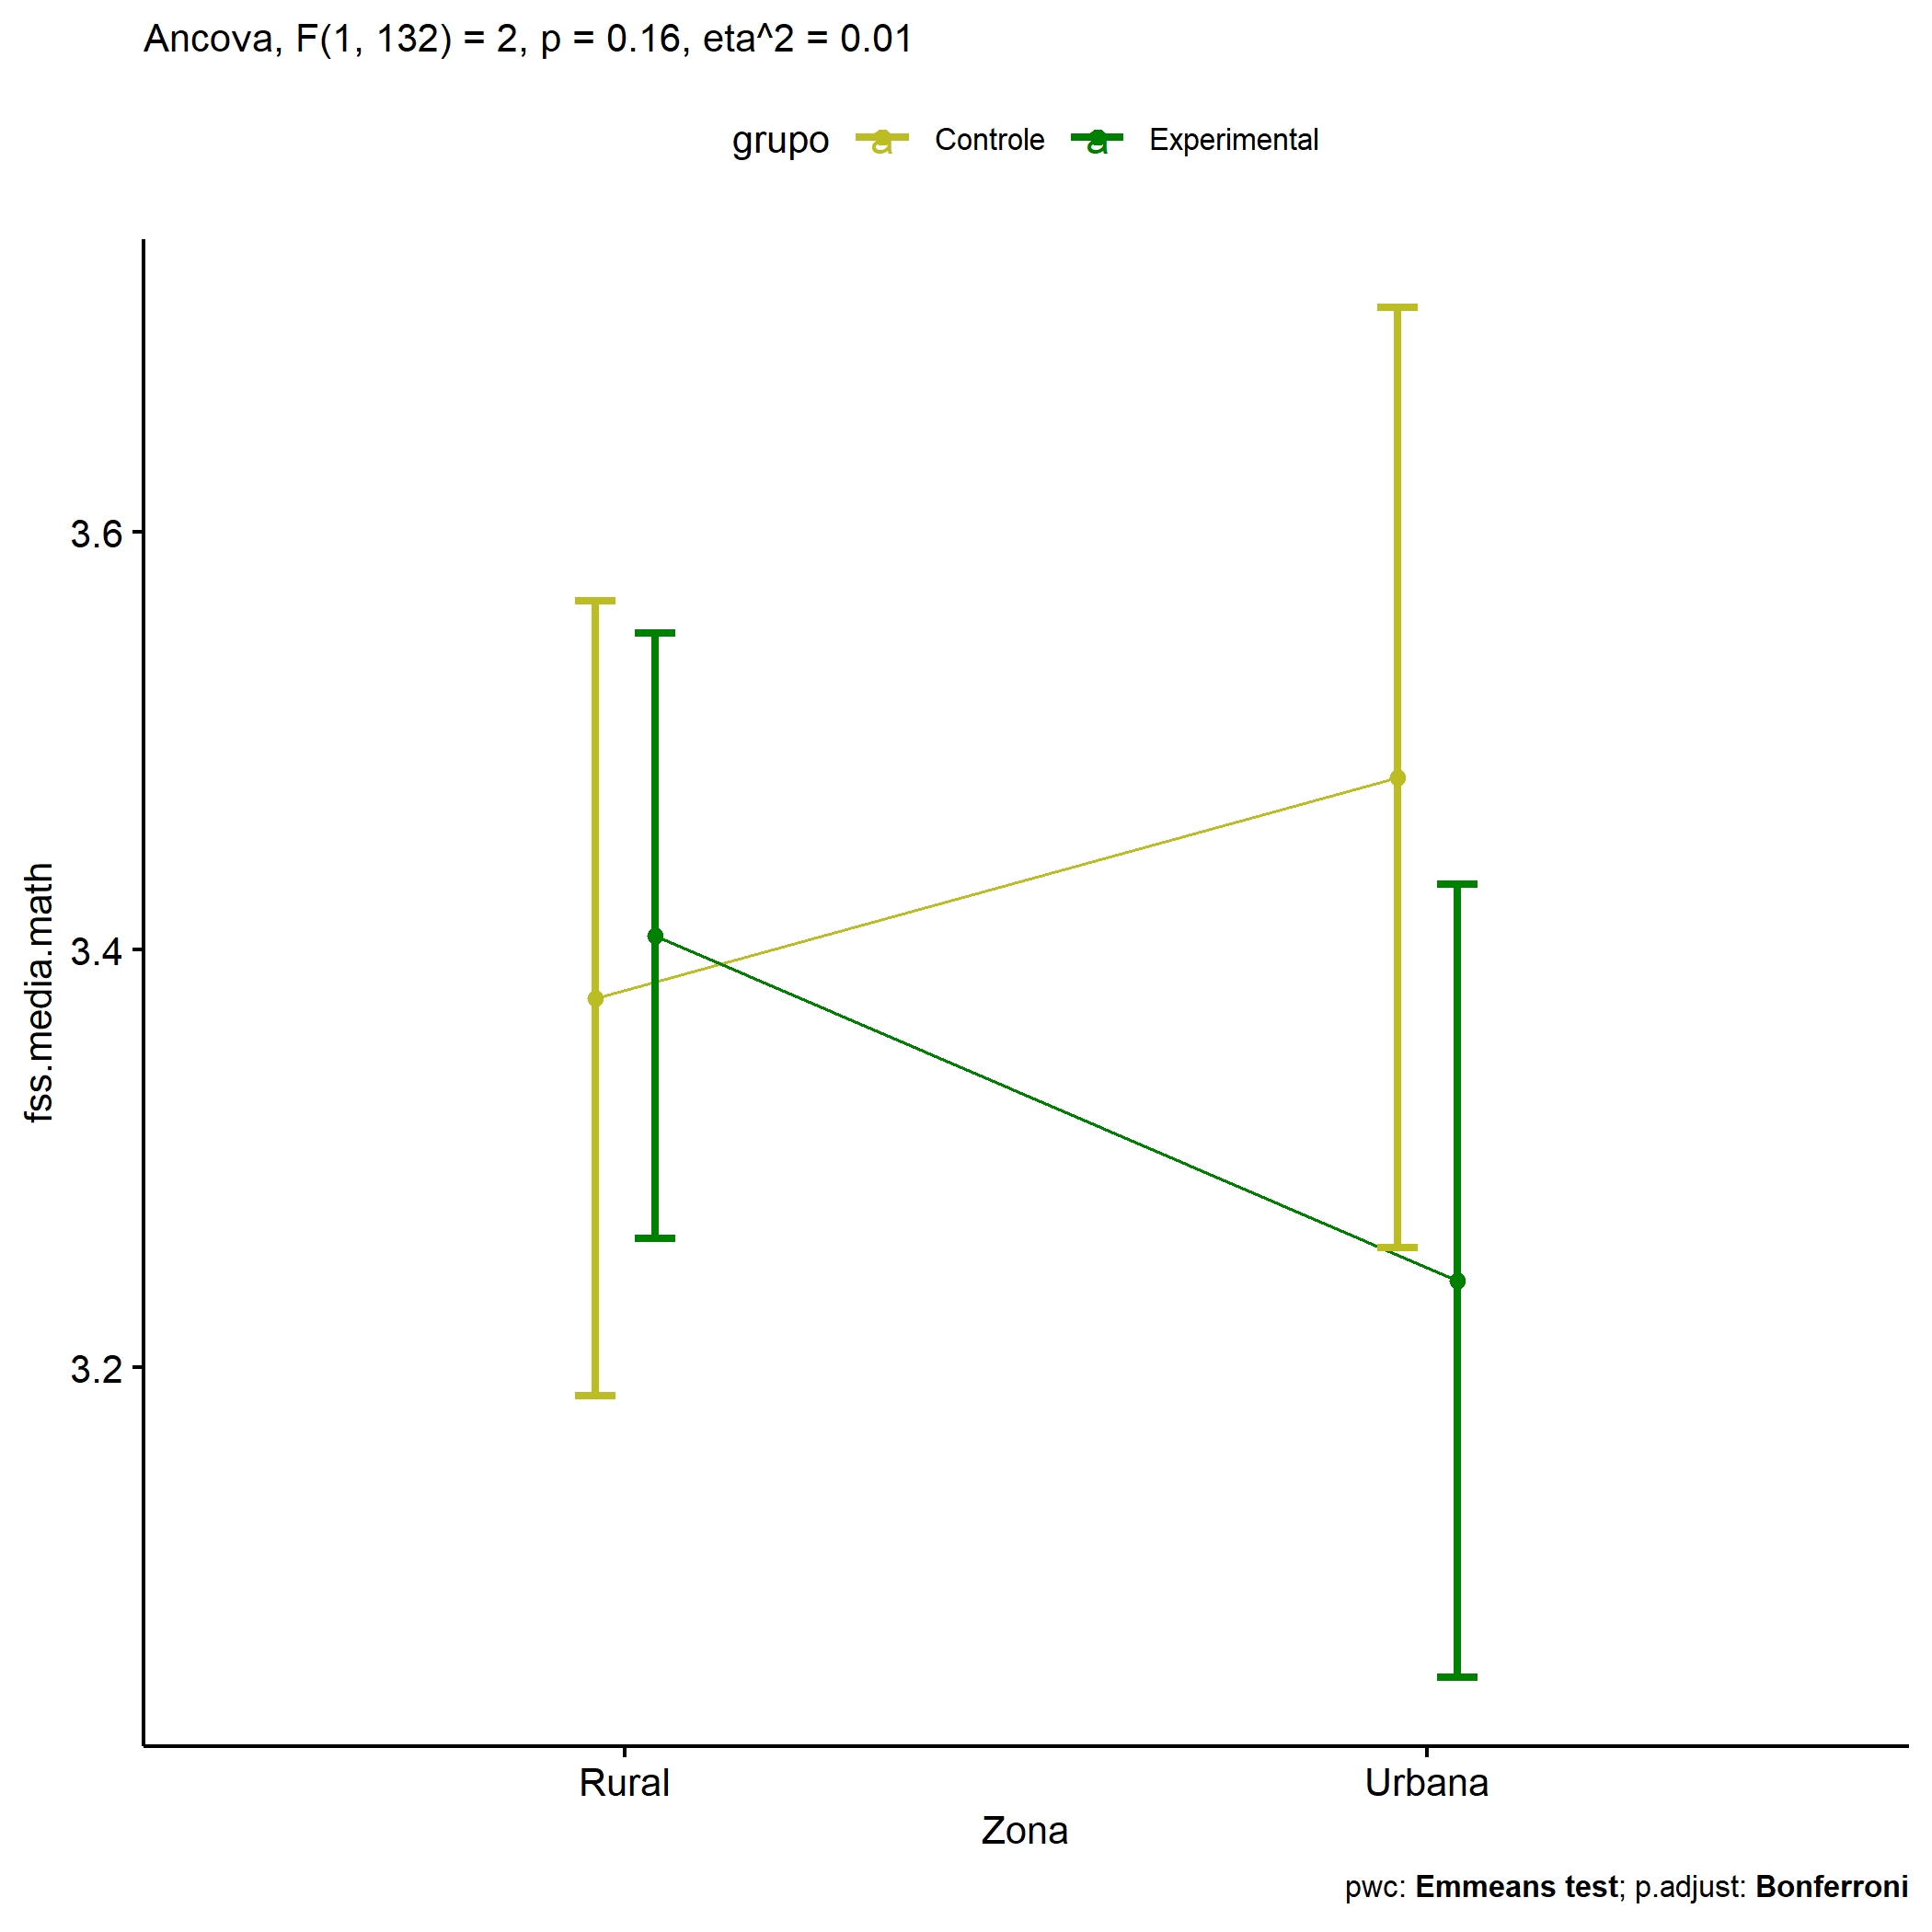 Ancova, F(1, 132) = 2, p = 0.16, eta^2 = 0.01
grupo a Controle a Experimental
3.6
3.4
3.2
fss.media.math
Rural Urbana
Zona
pwc: Emmeans test; p.adjust: Bonferroni